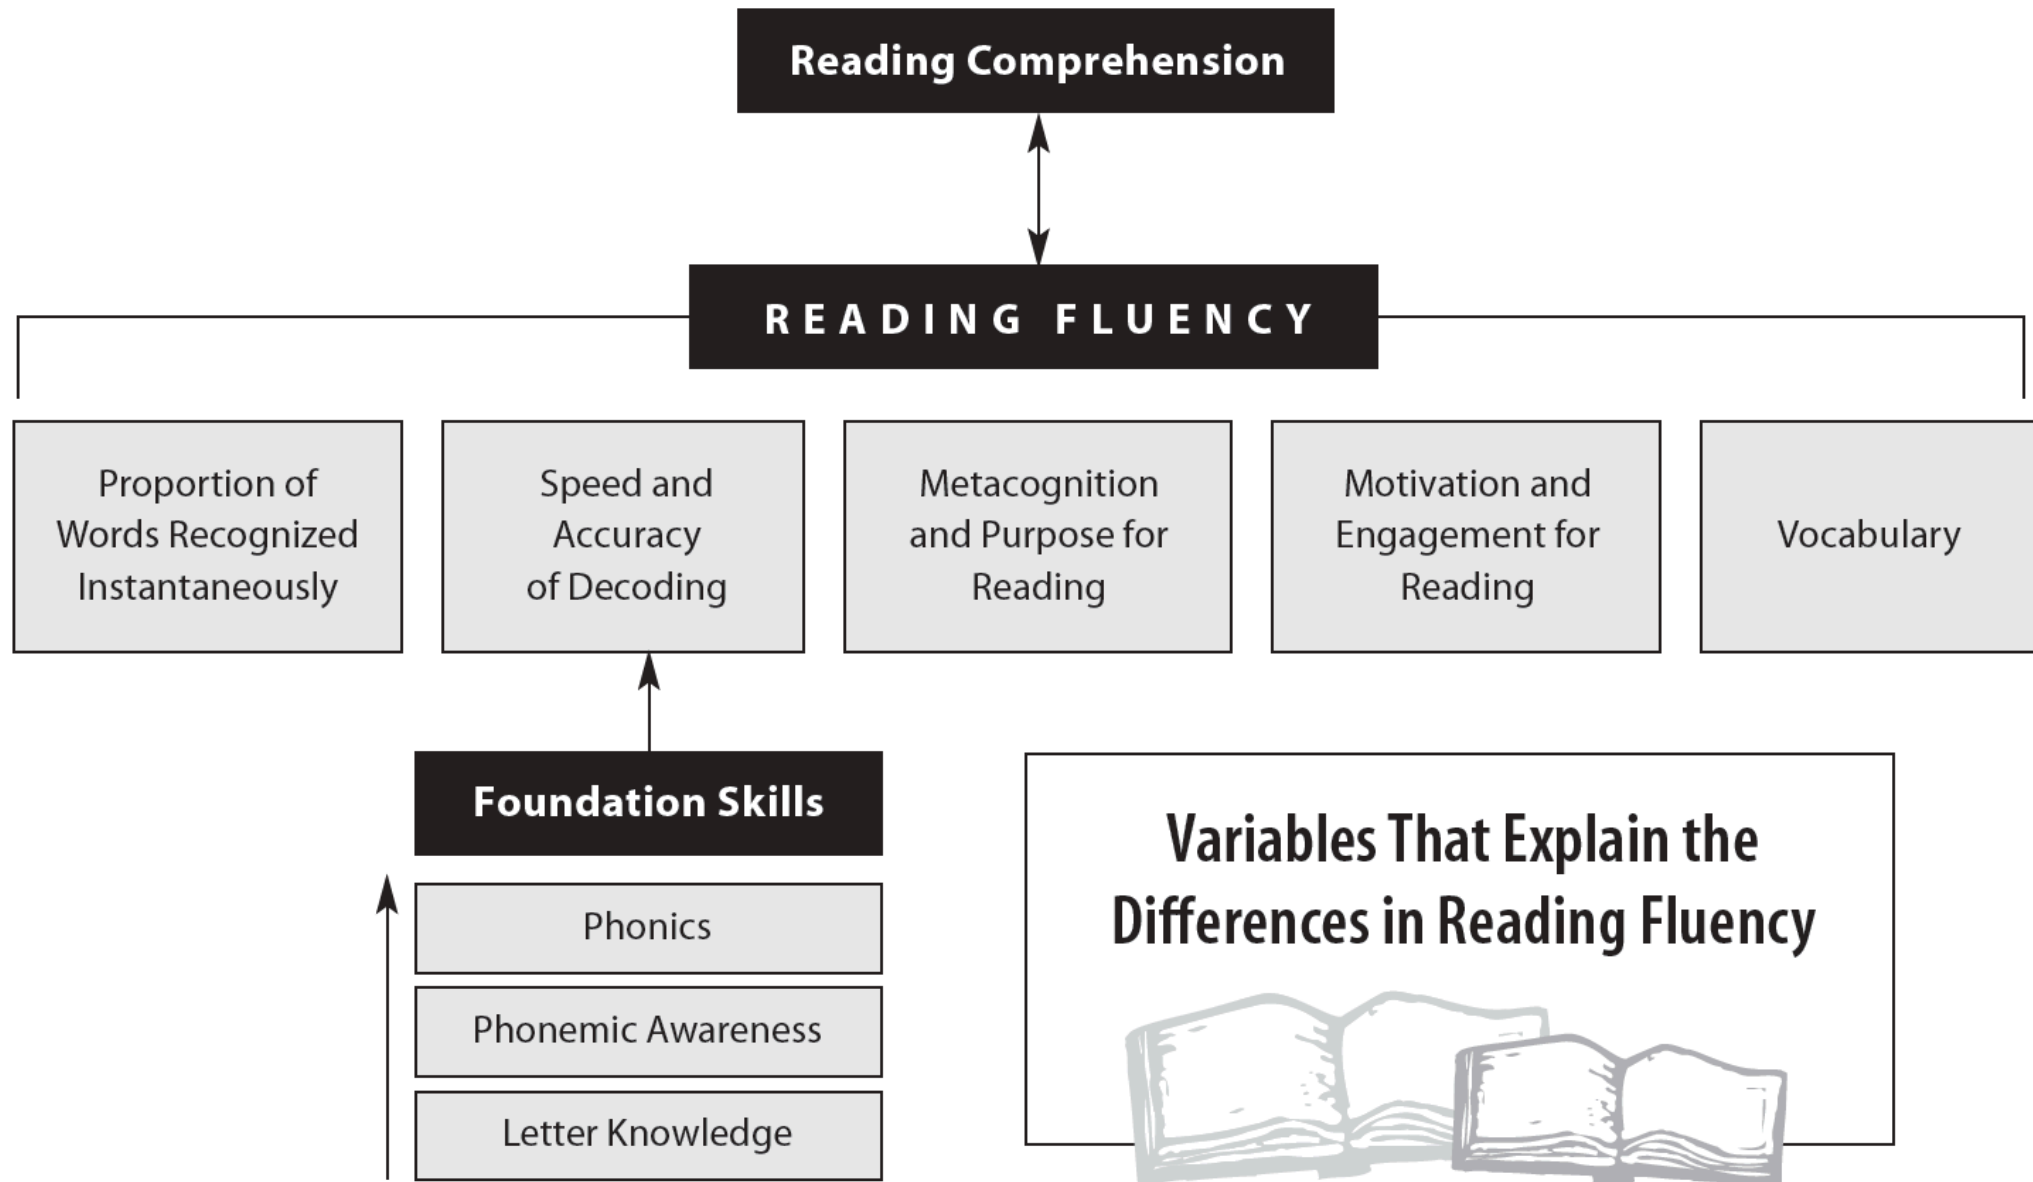 Reading Comprehension
READING FLUENCY
Proportion of
Words Recognized
Instantaneously
Speed and
Accuracy
of Decoding
Metacognition
and Purpose for
Reading
Motivation and
Engagement for
Reading
Vocabulary
Foundation Skills
Phonics
Phonemic Awareness
Letter Knowledge
Variables That Explain the
Differences in Reading Fluency